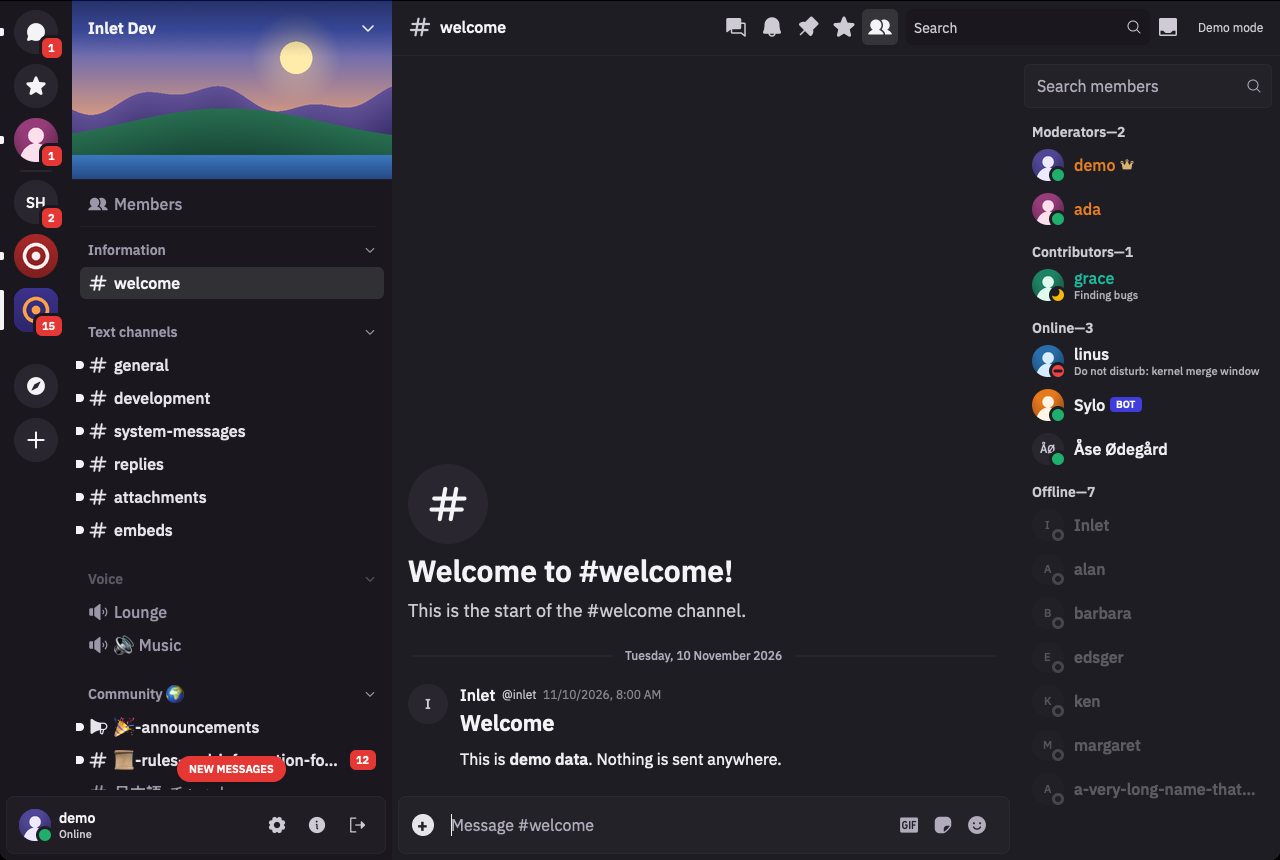 1
1
SH
2
15
Inlet Dev
Members
Information
welcome
Text channels
general
development
system-messages
replies
attachments
embeds
Voice
Lounge
🔊 Music
Community 🌍
🎉-announcements
📜-rules-
ion-fo...
12
NEW MESSAGES
demo
Online
# welcome
Search
Demo mode
Welcome to #welcome!
This is the start of the #welcome channel.
Tuesday, 10 November 2026
I
Inlet @inlet 11/10/2026, 8:00 AM
Welcome
This is demo data. Nothing is sent anywhere.
Message #welcome
GIF
Search members
Moderators—2
demo
ada
Contributors—1
grace
Finding bugs
Online—3
linus
Do not disturb: kernel merge window
Sylo BOT
ÅØ Åse Ødegård
Offline—7
I Inlet
A alan
B barbara
E edsger
K ken
M margaret
A a-very-long-name-that...